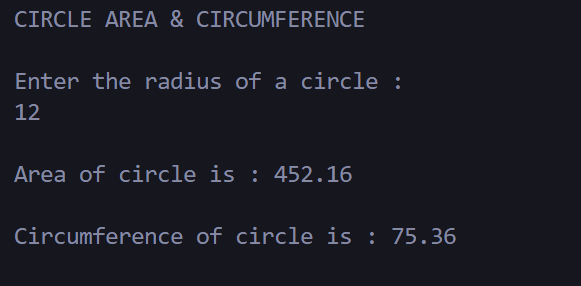 CIRCLE AREA & CIRCUMFERENCE
Enter the radius of a circle :
12
Area of circle is : 452.16
Circumference of circle is : 75.36